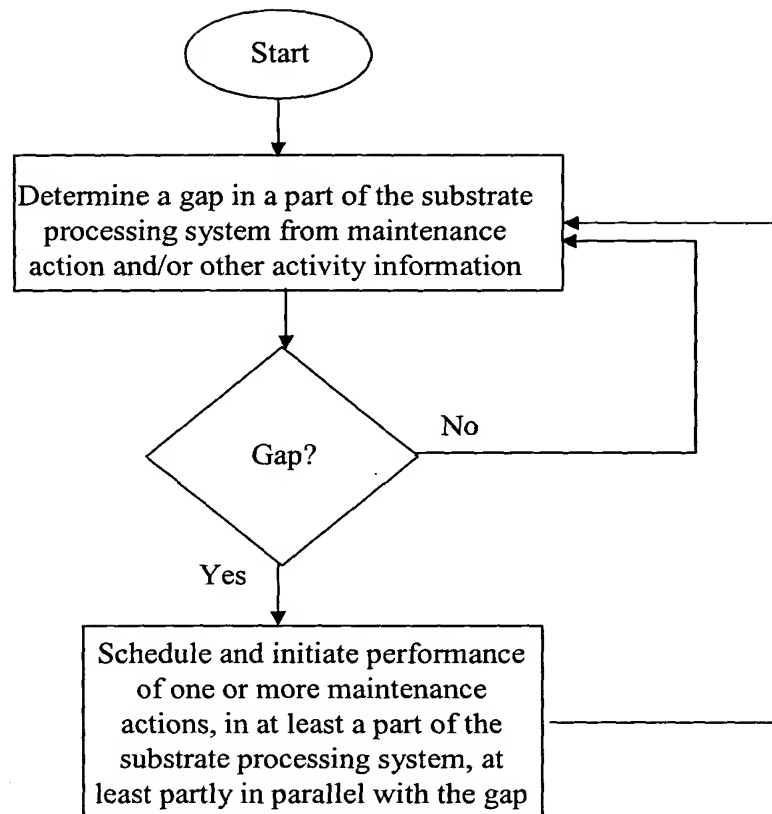 Start
Determine a gap in a part of the substrate
processing system from maintenance
action and/or other activity information
Gap?
No
Yes
Schedule and initiate performance
of one or more maintenance
actions, in at least a part of the
substrate processing system, at
least partly in parallel with the gap